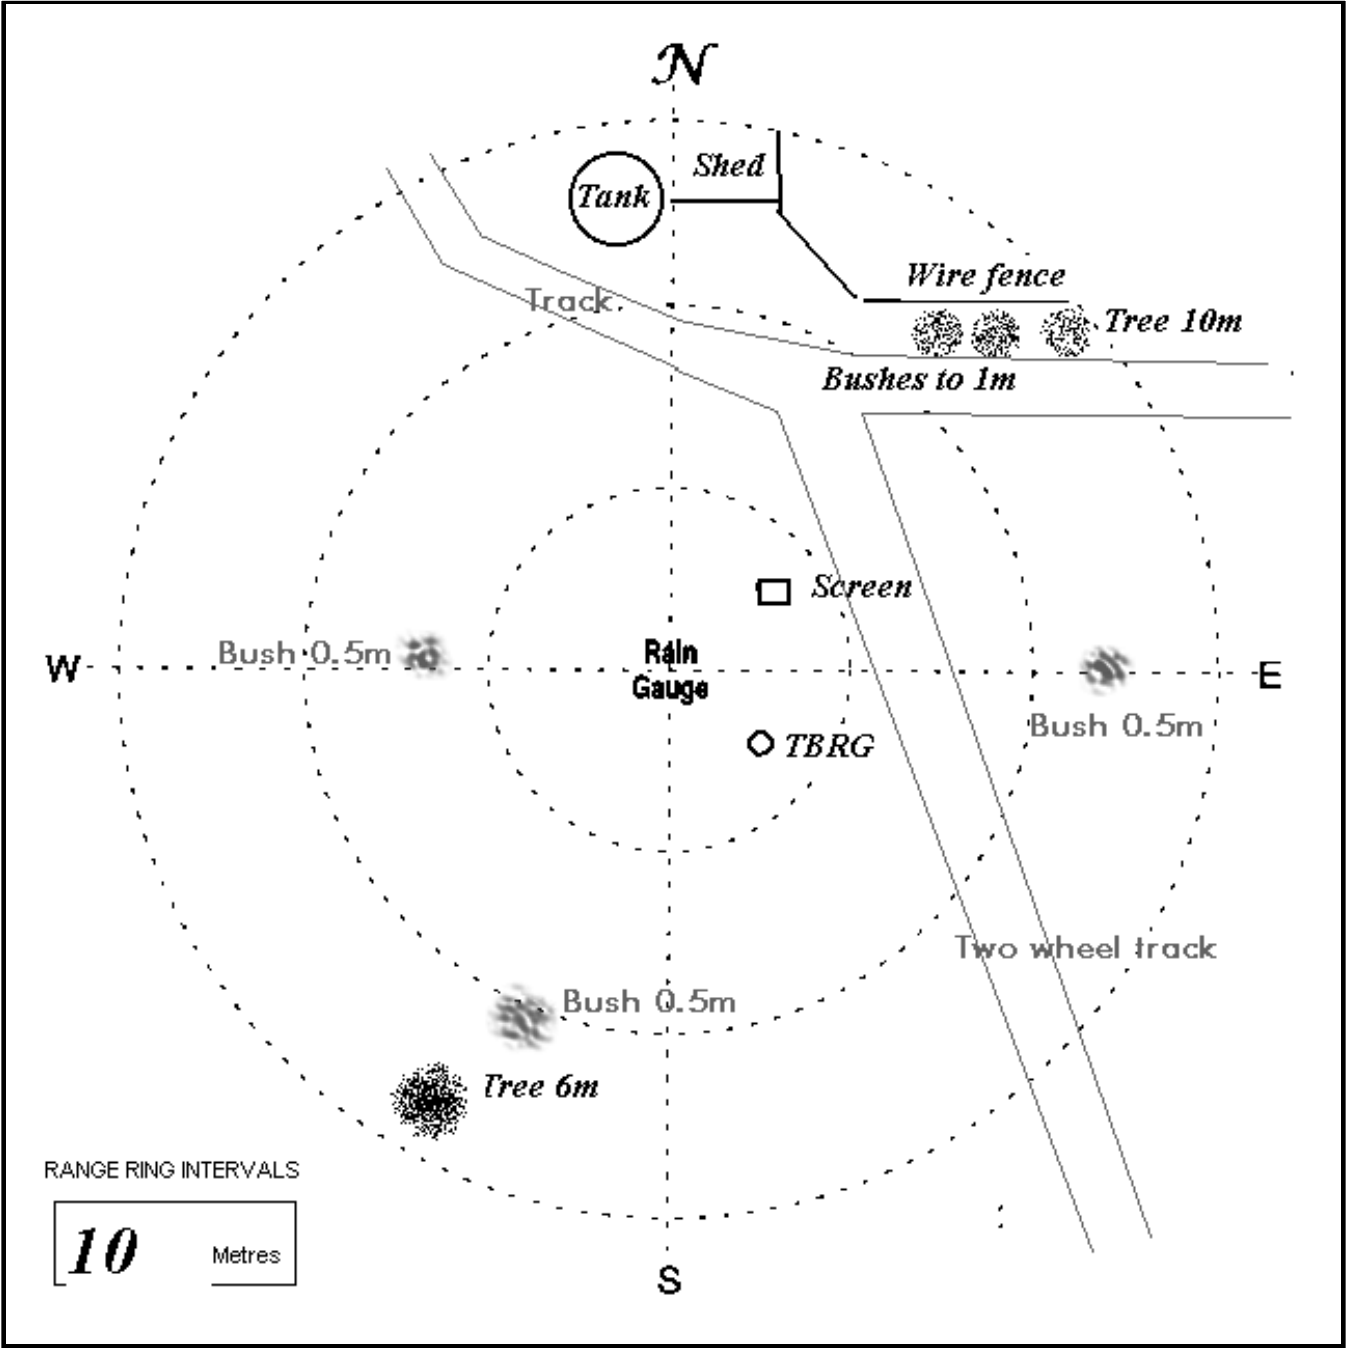 N
Shed
Tank
Wire fence
Track
Tree 10m
Bushes to 1m
Screen
Bush 0.5m
Rain
Gauge
W
E
Bush 0.5m
TBRG
Two wheel track
Bush 0.5m
Tree 6m
RANGE RING INTERVALS
10 Metres
S